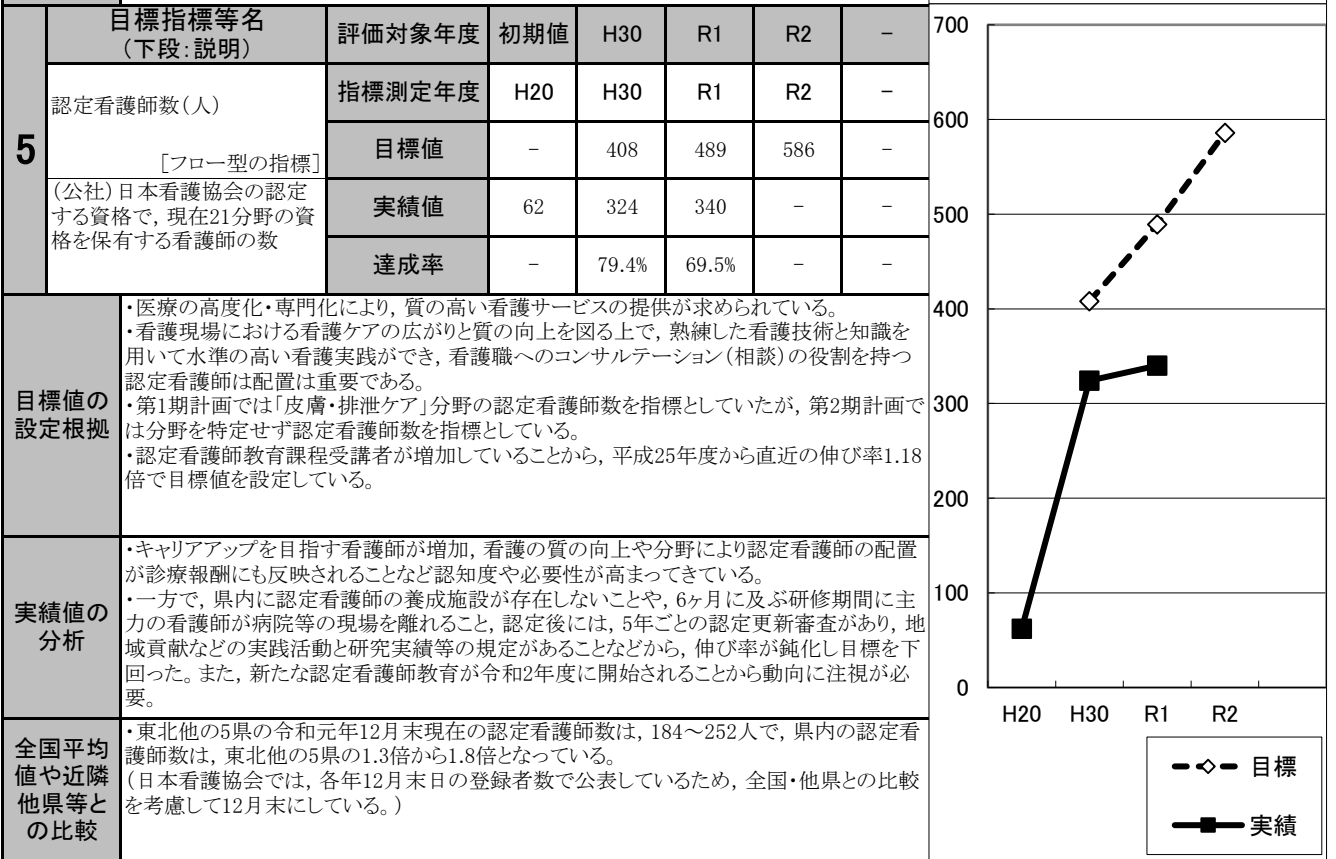 5
目標指標等名
(下段:説明)
評価対象年度 初期値 H30 R1 R2 -
認定看護師数(人)
[フロー型の指標]
指標測定年度 H20 H30 R1 R2 -
目標値 - 408 489 586 -
(公社)日本看護協会の認定
する資格で,現在21分野の資
格を保有する看護師の数
実績値 62 324 340 - -
達成率 - 79.4% 69.5% - -
目標値の
設定根拠
・医療の高度化・専門化により,質の高い看護サービスの提供が求められている。
・看護現場における看護ケアの広がりと質の向上を図る上で,熟練した看護技術と知識を
用いて水準の高い看護実践ができ,看護職へのコンサルテーション(相談)の役割を持つ
認定看護師は配置は重要である。
・第1期計画では「皮膚・排泄ケア」分野の認定看護師数を指標としていたが,第2期計画で
は分野を特定せず認定看護師数を指標としている。
・認定看護師教育課程受講者が増加していることから,平成25年度から直近の伸び率1.18
倍で目標値を設定している。
実績値の
分析
・キャリアアップを目指す看護師が増加,看護の質の向上や分野により認定看護師の配置
が診療報酬にも反映されることなど認知度や必要性が高まってきている。
・一方で,県内に認定看護師の養成施設が存在しないことや,6ヶ月に及ぶ研修期間に主
力の看護師が病院等の現場を離れること,認定後には,5年ごとの認定更新審査があり,地
域貢献などの実践活動と研究実績等の規定があることなどから,伸び率が鈍化し目標を下
回った。また,新たな認定看護師教育が令和2年度に開始されることから動向に注視が必
要。
全国平均
値や近隣
他県等と
の比較
・東北他の5県の令和元年12月末現在の認定看護師数は,184~252人で,県内の認定看
護師数は,東北他の5県の1.3倍から1.8倍となっている。
(日本看護協会では,各年12月末日の登録者数で公表しているため,全国・他県との比較
を考慮して12月末にしている。)
700
600
500
400
300
200
100
0
H20 H30 R1 R2
目標
実績